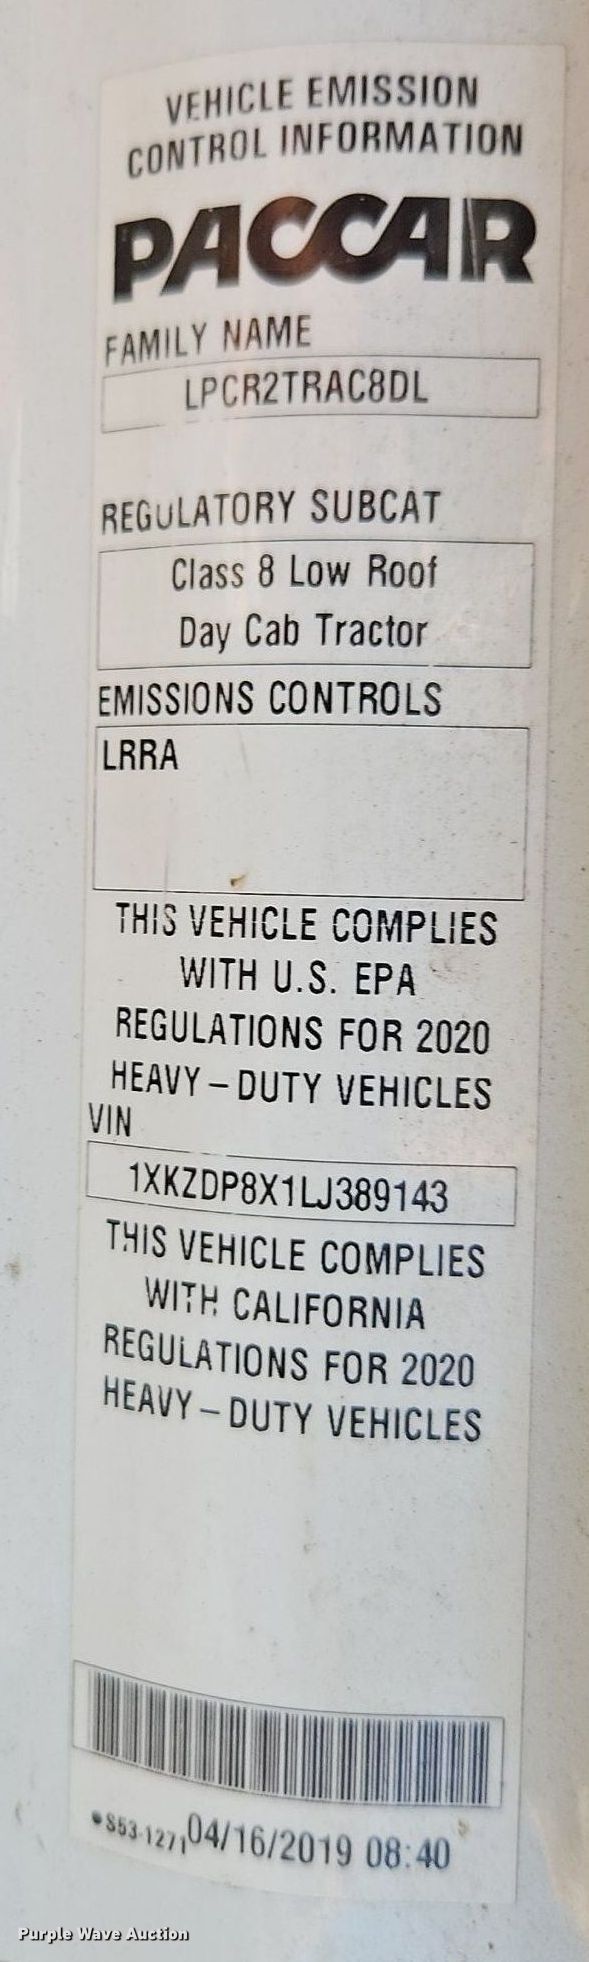 VEHICLE EMISSION
CONTROL INFORMATION
PACCAR
FAMILY NAME
LPCR2TRAC8DL
REGULATORY SUBCAT
Class 8 Low Roof
Day Cab Tractor
EMISSIONS CONTROLS
LRRA
THIS VEHICLE COMPLIES
WITH U.S. EPA
REGULATIONS FOR 2020
HEAVY-DUTY VEHICLES
VIN
1XKZDP8X1LJ389143
THIS VEHICLE COMPLIES
WITH CALIFORNIA
REGULATIONS FOR 2020
HEAVY-DUTY VEHICLES
•S53-1271 04/16/2019 08:40
Purple Wave Auction